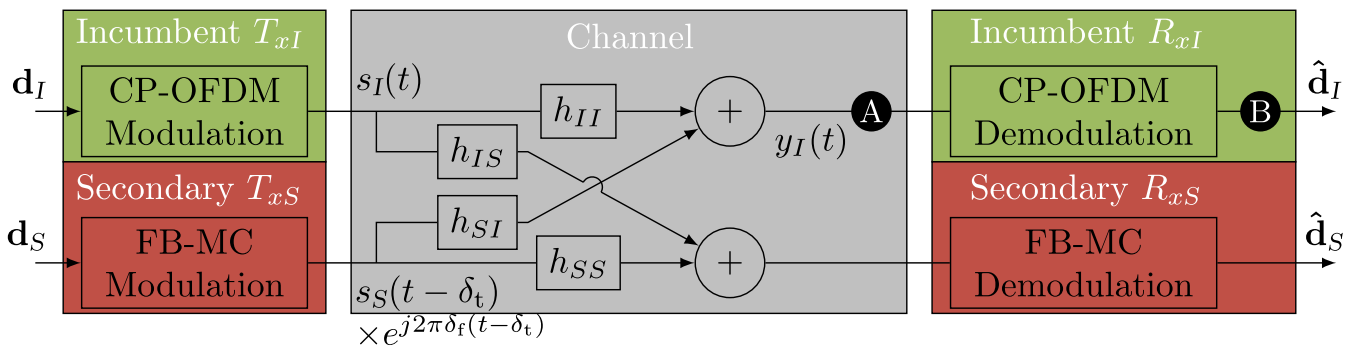 Incumbent T_{xI}
d_I
CP-OFDM
Modulation
Secondary T_{xS}
d_S
FB-MC
Modulation
Channel
s_I(t)
h_{II}
h_{IS}
h_{SI}
h_{SS}
+
+
y_I(t)
A
s_S(t − δ_t)
×e^{j2πδ_f(t−δ_t)}
Incumbent R_{xI}
CP-OFDM
Demodulation
B
d̂_I
Secondary R_{xS}
FB-MC
Demodulation
d̂_S